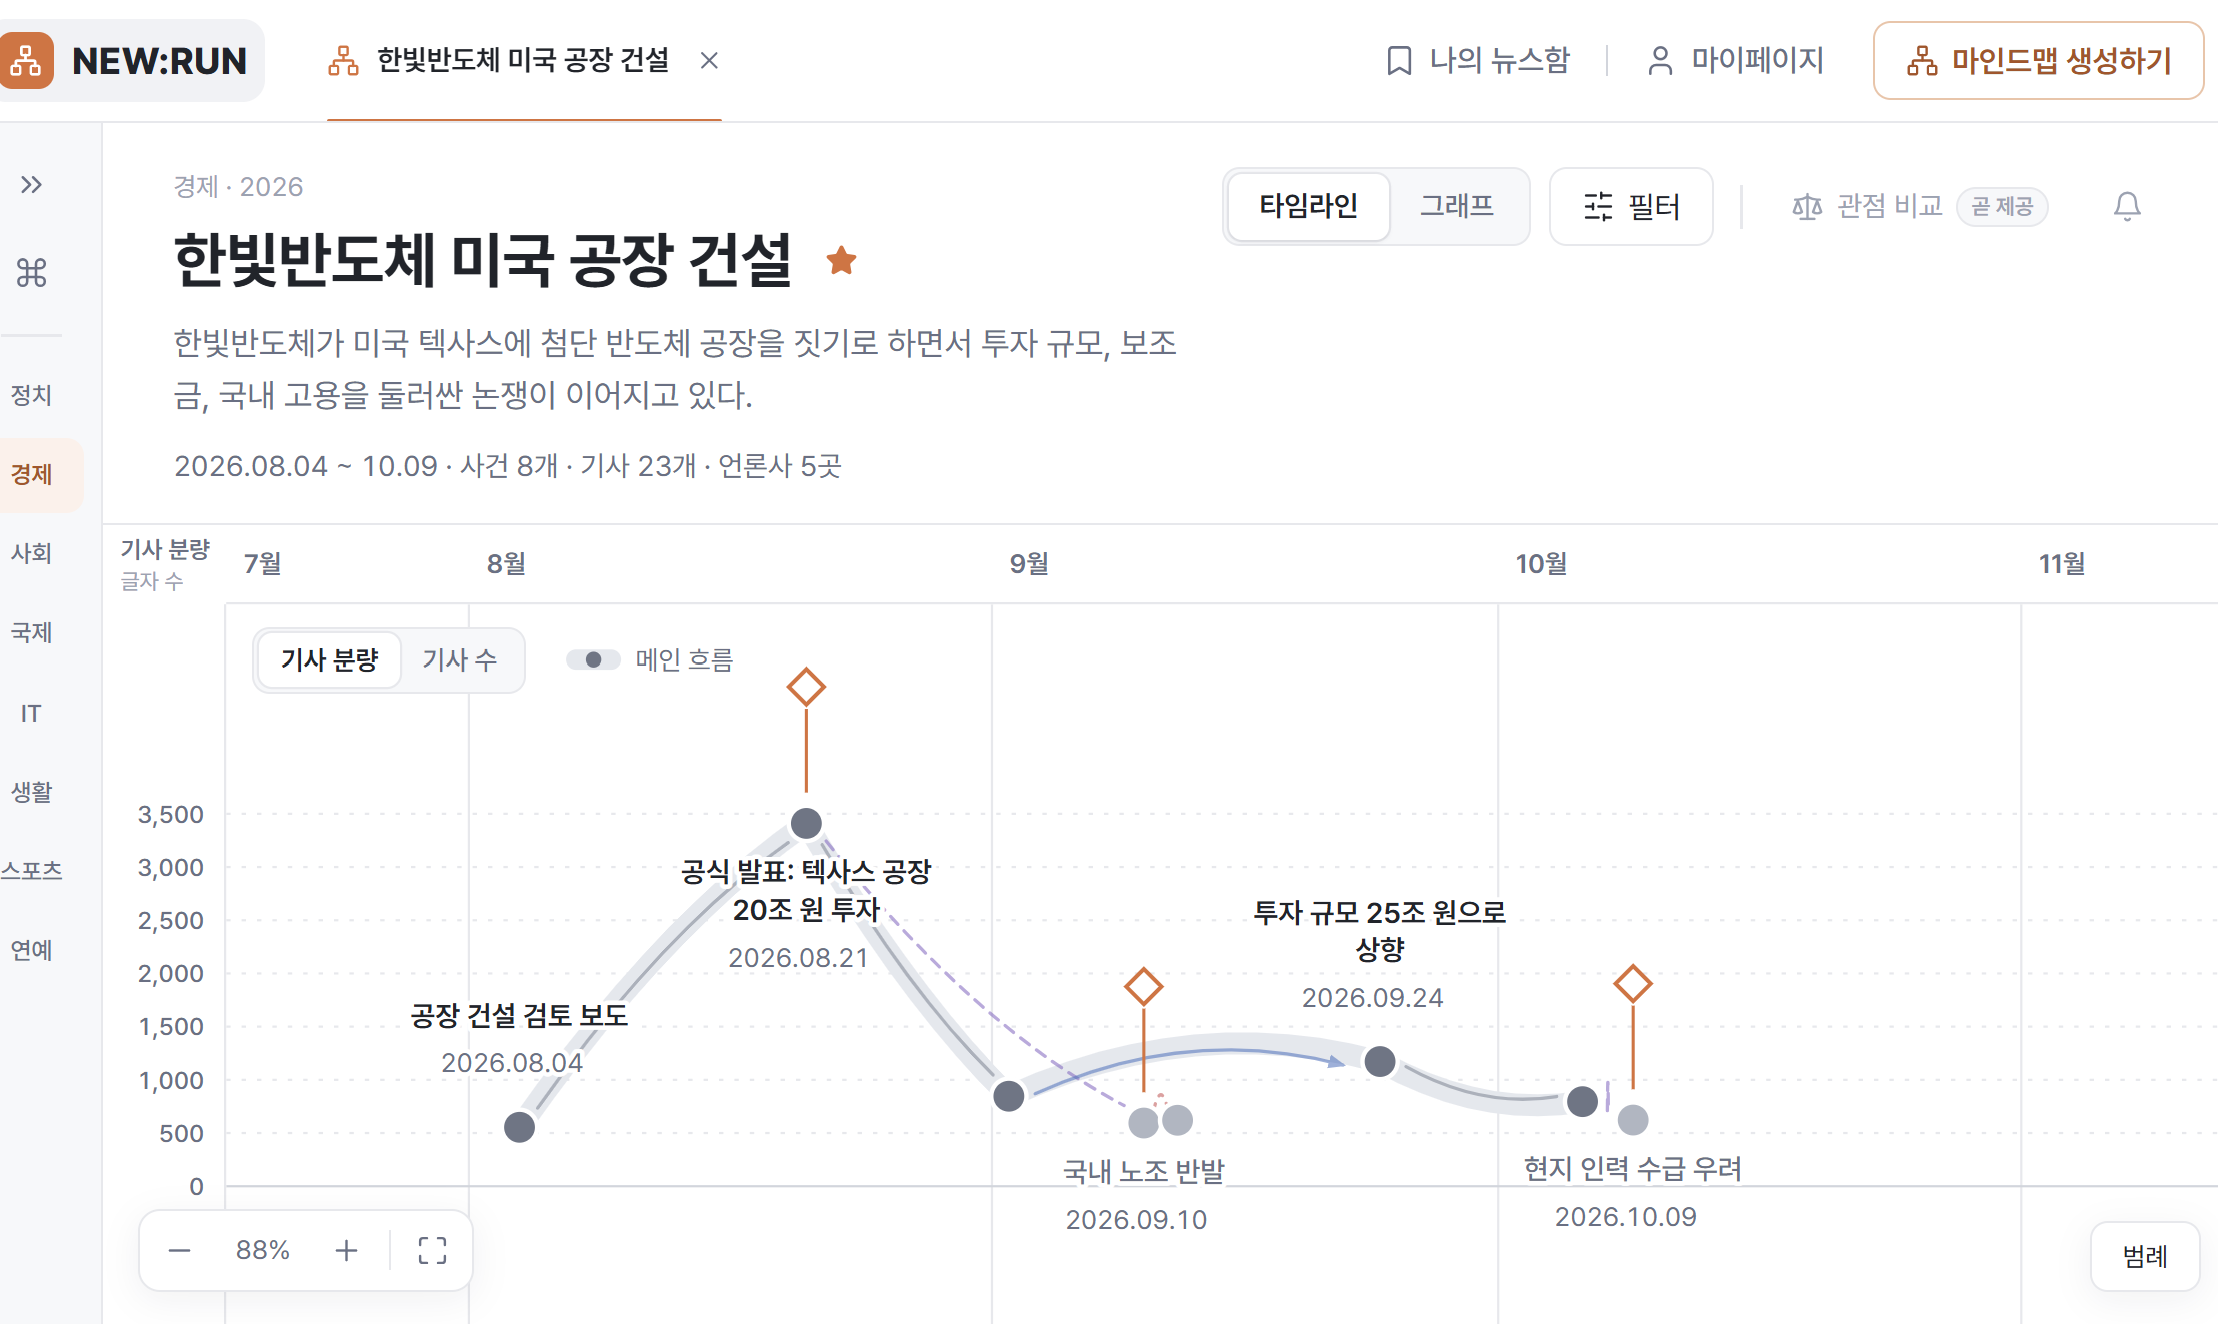 NEW:RUN
한빛반도체 미국 공장 건설
나의 뉴스함
마이페이지
마인드맵 생성하기
경제 · 2026
한빛반도체 미국 공장 건설
타임라인
그래프
필터
관점 비교
곧 제공
한빛반도체가 미국 텍사스에 첨단 반도체 공장을 짓기로 하면서 투자 규모, 보조
금, 국내 고용을 둘러싼 논쟁이 이어지고 있다.
2026.08.04 ~ 10.09 · 사건 8개 · 기사 23개 · 언론사 5곳
정치
경제
사회
국제
IT
생활
스포츠
연예
기사 분량
글자 수
7월
8월
9월
10월
11월
기사 분량
기사 수
메인 흐름
3,500
3,000
2,500
2,000
1,500
1,000
500
0
공식 발표: 텍사스 공장
20조 원 투자
2026.08.21
공장 건설 검토 보도
2026.08.04
투자 규모 25조 원으로
상향
2026.09.24
국내 노조 반발
2026.09.10
현지 인력 수급 우려
2026.10.09
88%
범례